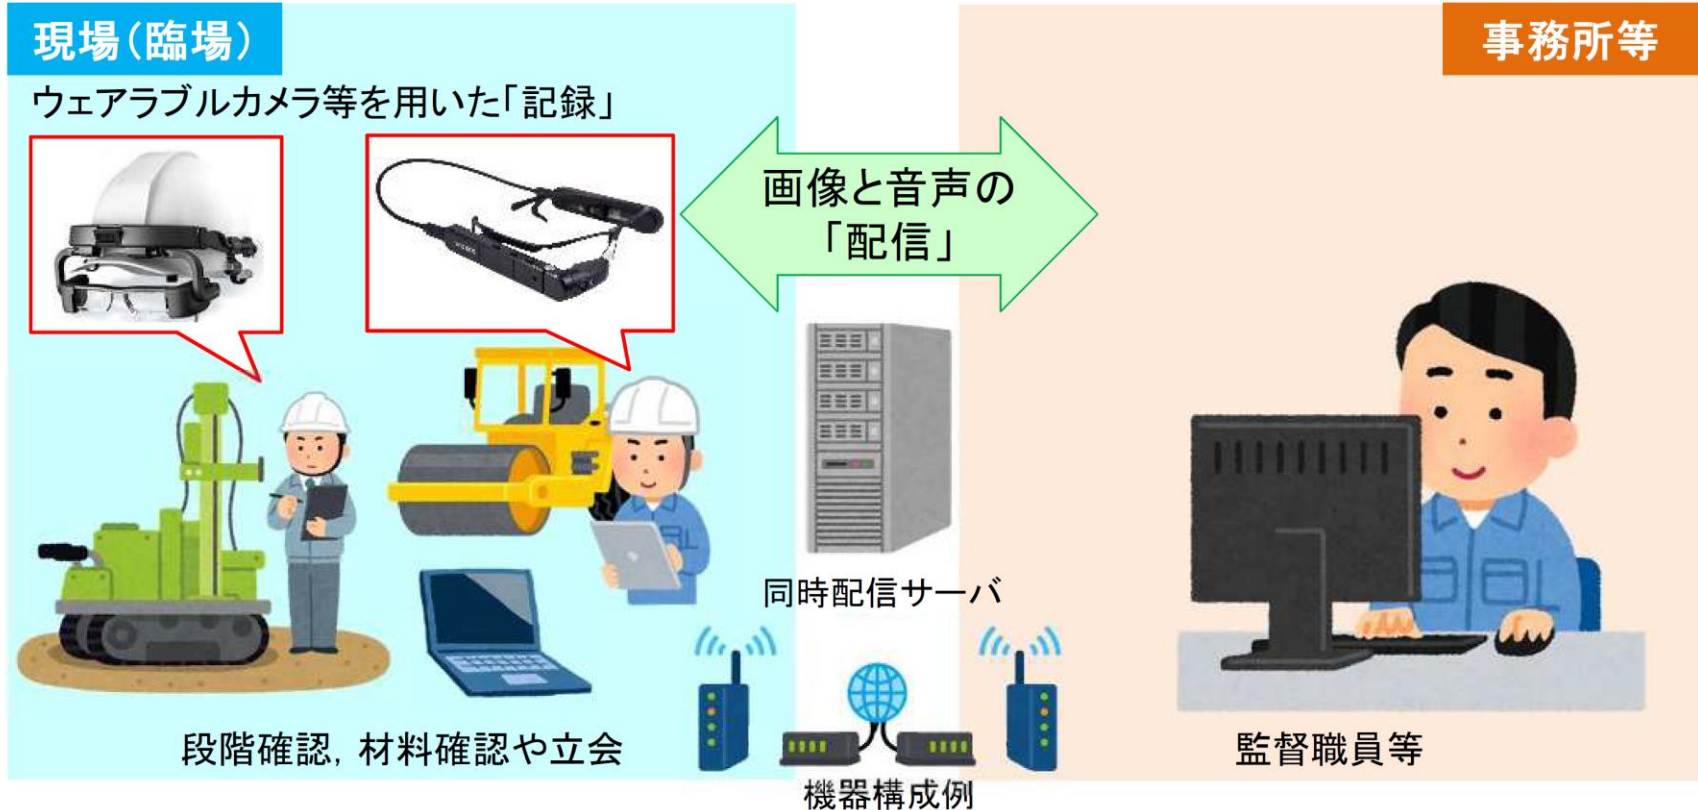 現場(臨場)
事務所等
ウェアラブルカメラ等を用いた「記録」
画像と音声の
「配信」
同時配信サーバ
段階確認, 材料確認や立会
監督職員等
機器構成例